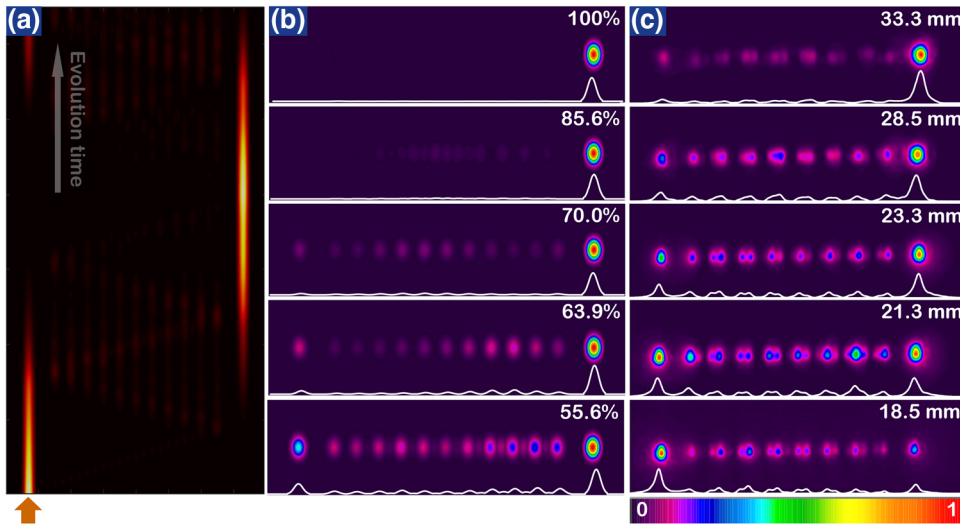 (a)
Evolution time
(b)
100%
85.6%
70.0%
63.9%
55.6%
(c)
33.3 mm
28.5 mm
23.3 mm
21.3 mm
18.5 mm
0 1